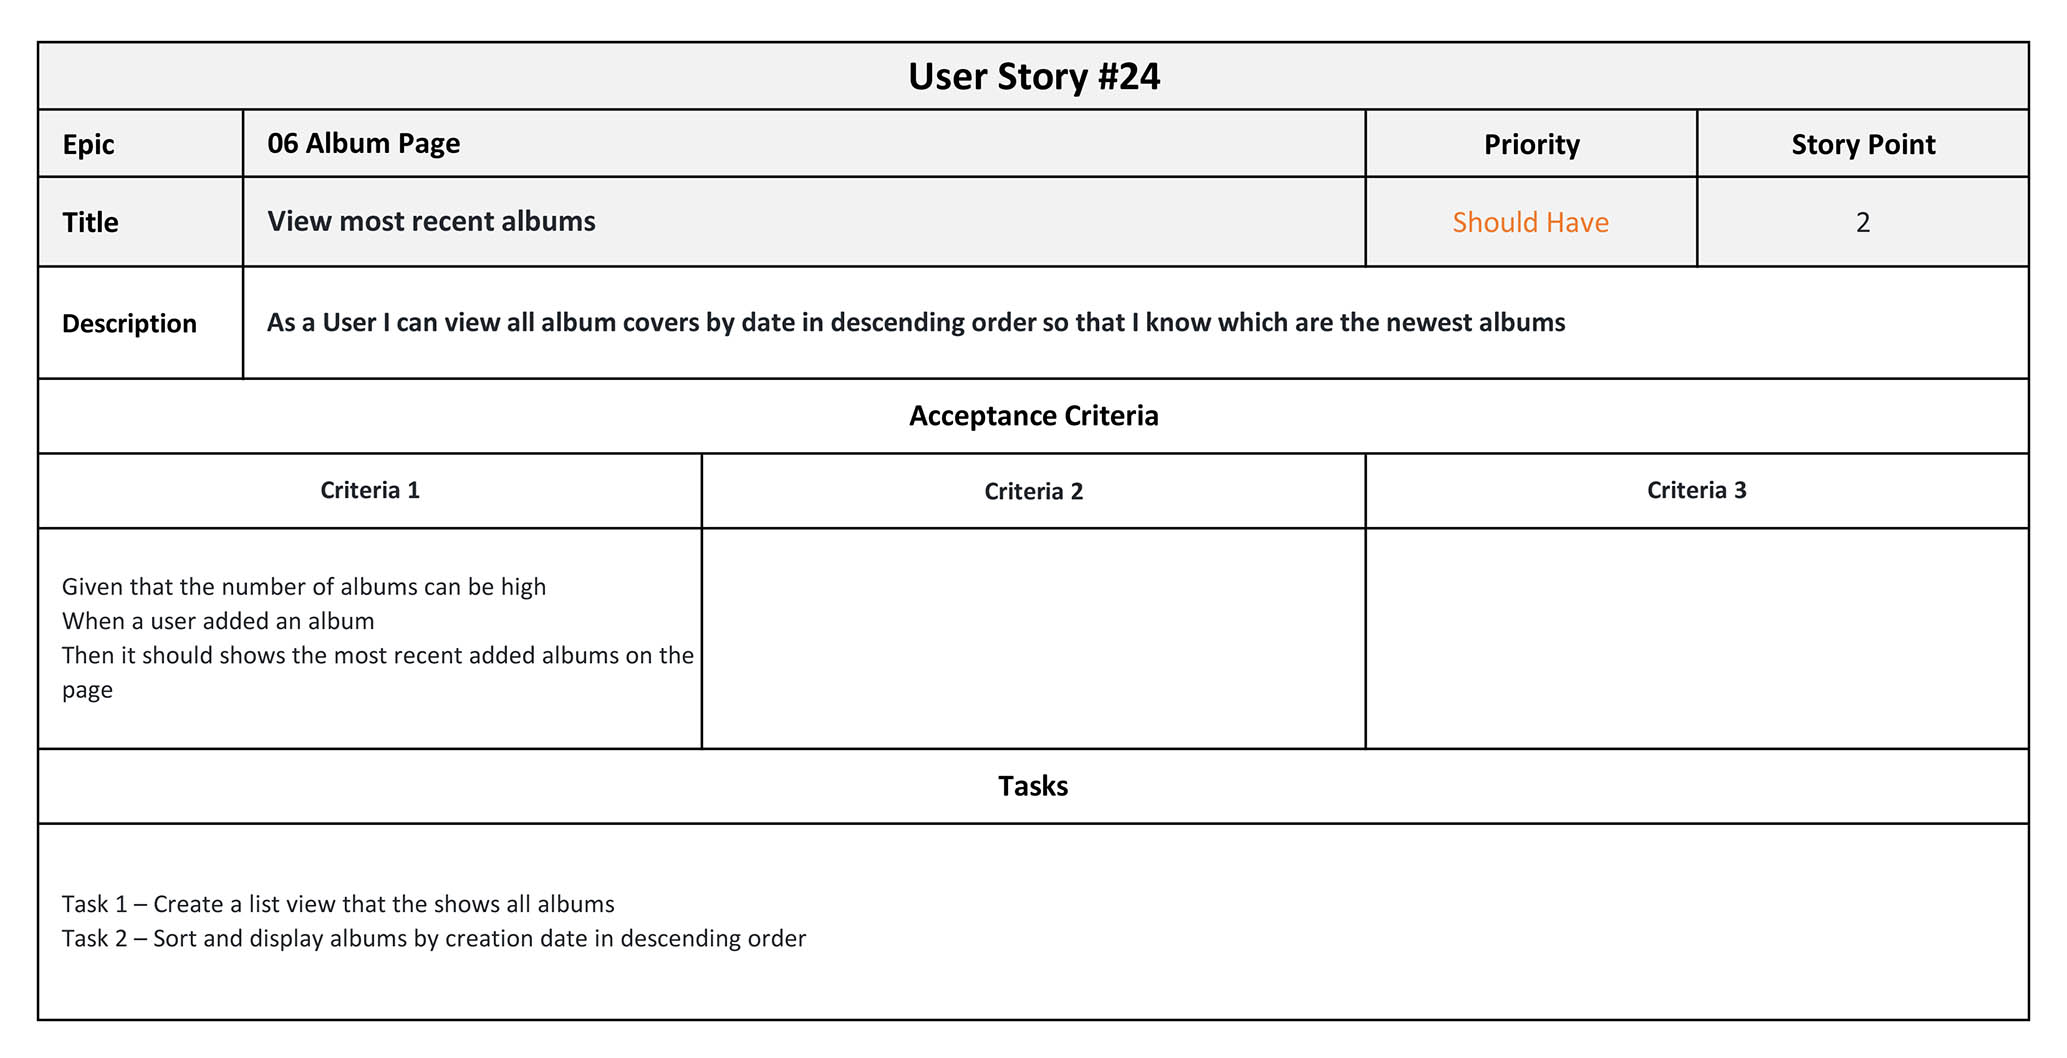 User Story #24
Epic
06 Album Page
Priority
Story Point
Title
View most recent albums
Should Have
2
Description
As a User I can view all album covers by date in descending order so that I know which are the newest albums
Acceptance Criteria
Criteria 1
Criteria 2
Criteria 3
Given that the number of albums can be high
When a user added an album
Then it should shows the most recent added albums on the
page
Tasks
Task 1 – Create a list view that the shows all albums
Task 2 – Sort and display albums by creation date in descending order